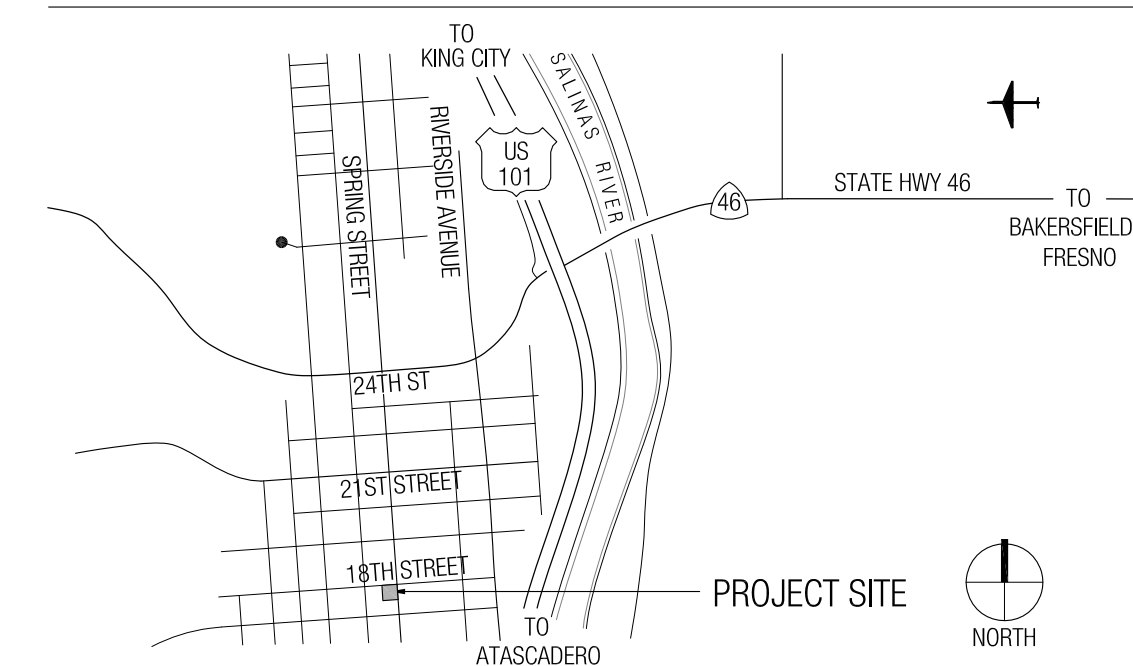 TO
KING CITY
SALINAS RIVER
US
101
RIVERSIDE AVENUE
SPRING STREET
46
STATE HWY 46
TO
BAKERSFIELD
FRESNO
24TH ST
21ST STREET
18TH STREET
PROJECT SITE
NORTH
TO
ATASCADERO